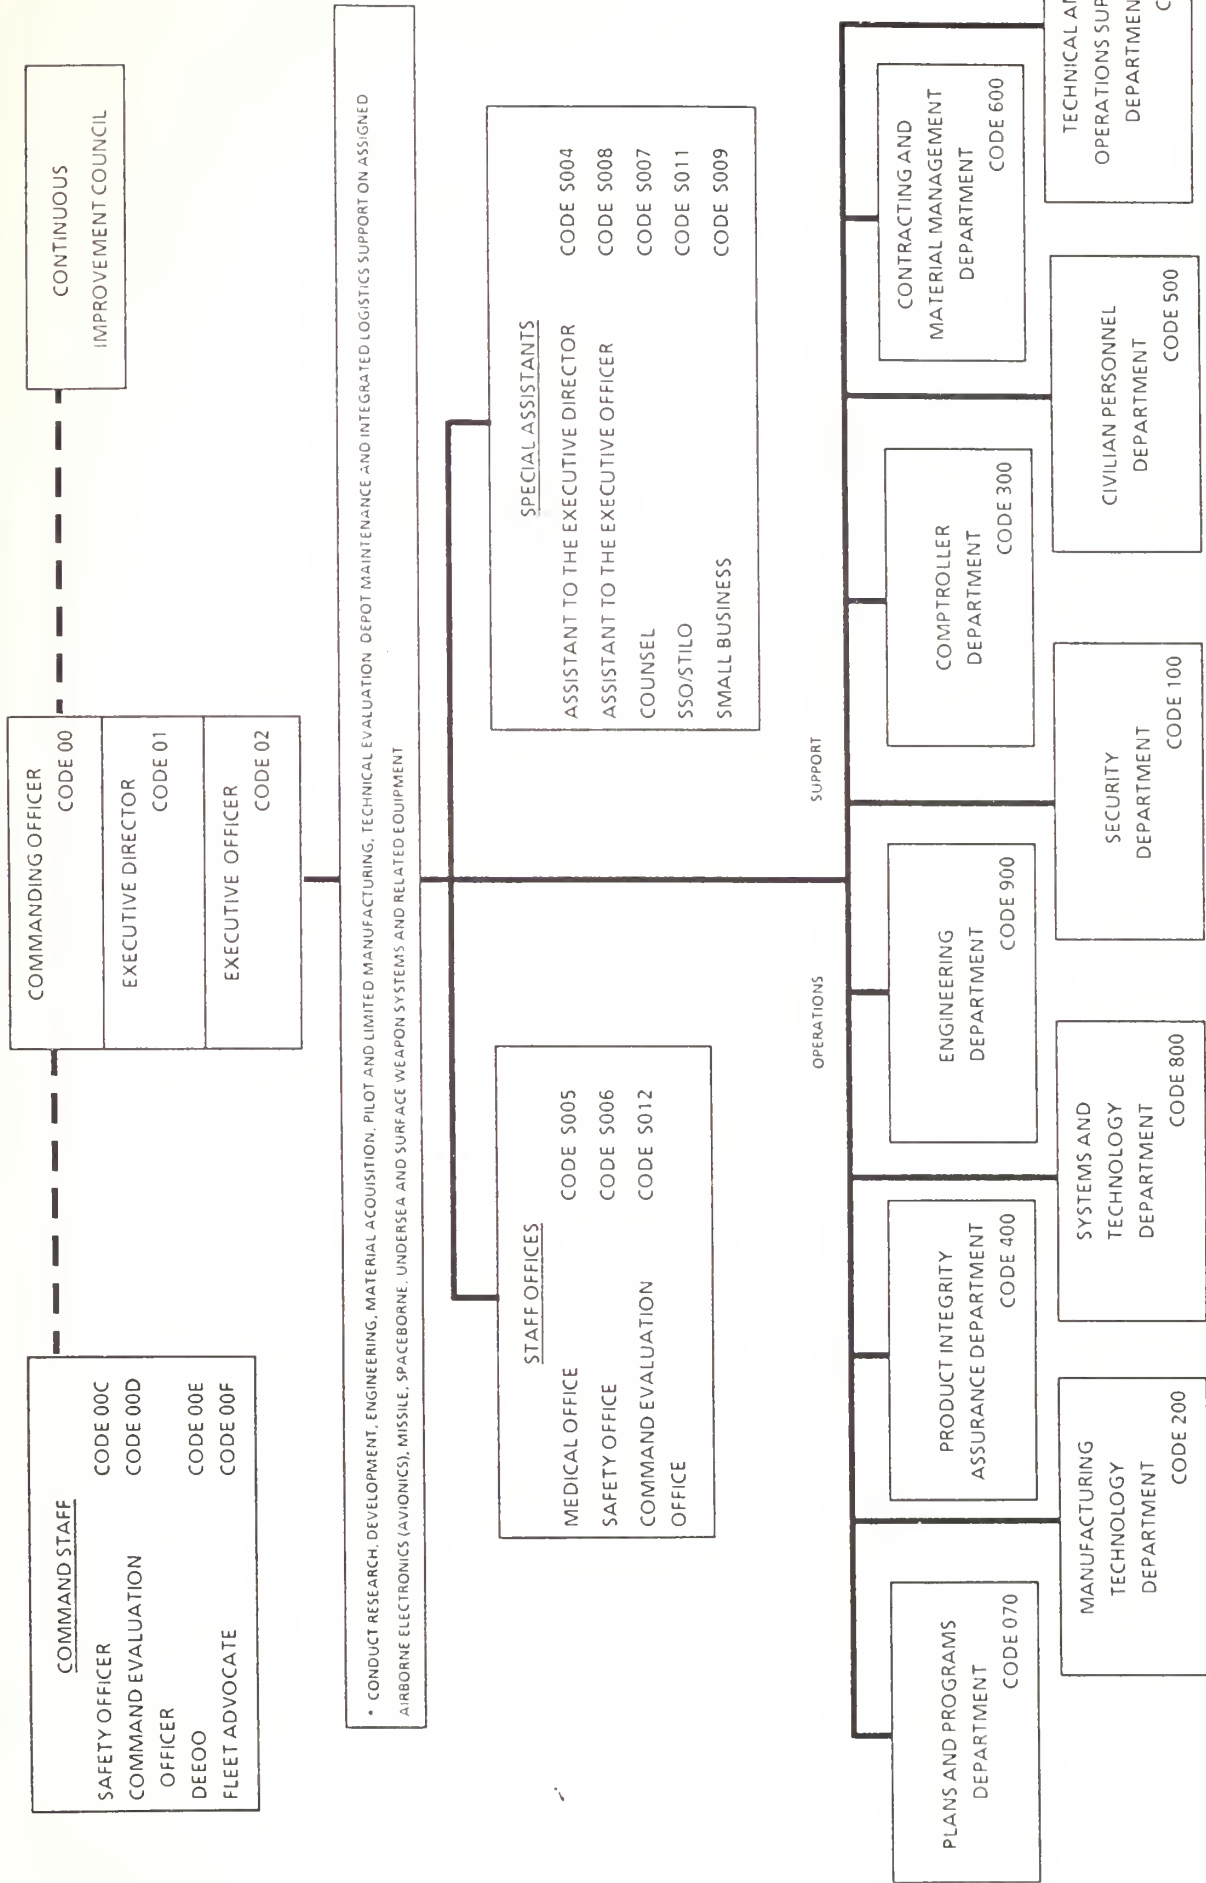 COMMANDING OFFICER
CODE 00
EXECUTIVE DIRECTOR
CODE 01
EXECUTIVE OFFICER
CODE 02
COMMAND STAFF
SAFETY OFFICER CODE 00C
COMMAND EVALUATION CODE 00D
OFFICER
DEEOO CODE 00E
FLEET ADVOCATE CODE 00F
CONTINUOUS
IMPROVEMENT COUNCIL
* CONDUCT RESEARCH, DEVELOPMENT, ENGINEERING, MATERIAL ACQUISITION, PILOT AND LIMITED MANUFACTURING, TECHNICAL EVALUATION DEPOT MAINTENANCE AND INTEGRATED LOGISTICS SUPPORT ON ASSIGNED
AIRBORNE ELECTRONICS (AVIONICS), MISSILE, SPACEBORNE, UNDERSEA AND SURFACE WEAPON SYSTEMS AND RELATED EQUIPMENT
STAFF OFFICES
MEDICAL OFFICE CODE S005
SAFETY OFFICE CODE S006
COMMAND EVALUATION CODE S012
OFFICE
SPECIAL ASSISTANTS
ASSISTANT TO THE EXECUTIVE DIRECTOR CODE S004
ASSISTANT TO THE EXECUTIVE OFFICER CODE S008
COUNSEL CODE S007
SSO/STILO CODE S011
SMALL BUSINESS CODE S009
OPERATIONS
SUPPORT
PLANS AND PROGRAMS
DEPARTMENT
CODE 070
PRODUCT INTEGRITY
ASSURANCE DEPARTMENT
CODE 400
ENGINEERING
DEPARTMENT
CODE 900
COMPTROLLER
DEPARTMENT
CODE 300
CONTRACTING AND
MATERIAL MANAGEMENT
DEPARTMENT
CODE 600
MANUFACTURING
TECHNOLOGY
DEPARTMENT
CODE 200
SYSTEMS AND
TECHNOLOGY
DEPARTMENT
CODE 800
SECURITY
DEPARTMENT
CODE 100
CIVILIAN PERSONNEL
DEPARTMENT
CODE 500
TECHNICAL
OPERATIONS